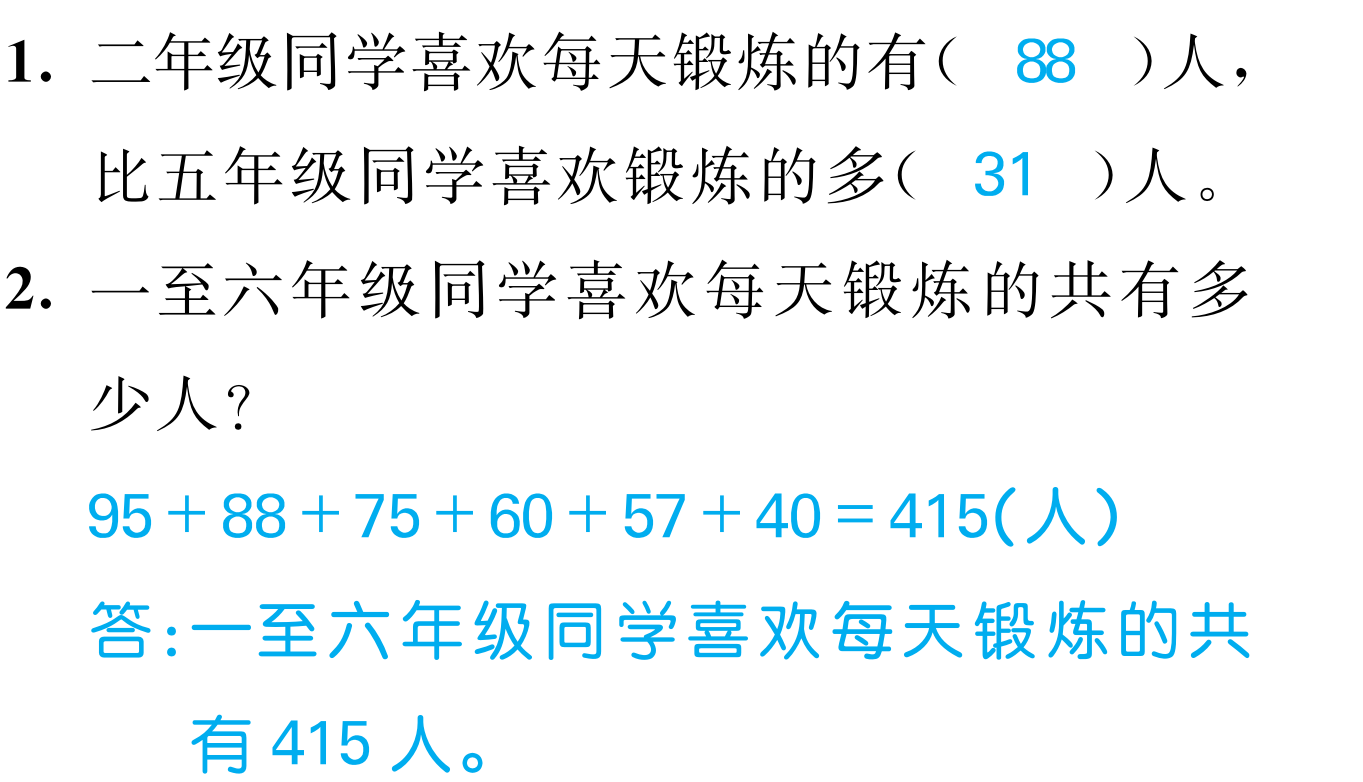 1. 二年级同学喜欢每天锻炼的有( 88 )人,
比五年级同学喜欢锻炼的多( 31 )人。
2. 一至六年级同学喜欢每天锻炼的共有多
少人?
95+88+75+60+57+40=415(人)
答:一至六年级同学喜欢每天锻炼的共
有 415 人。